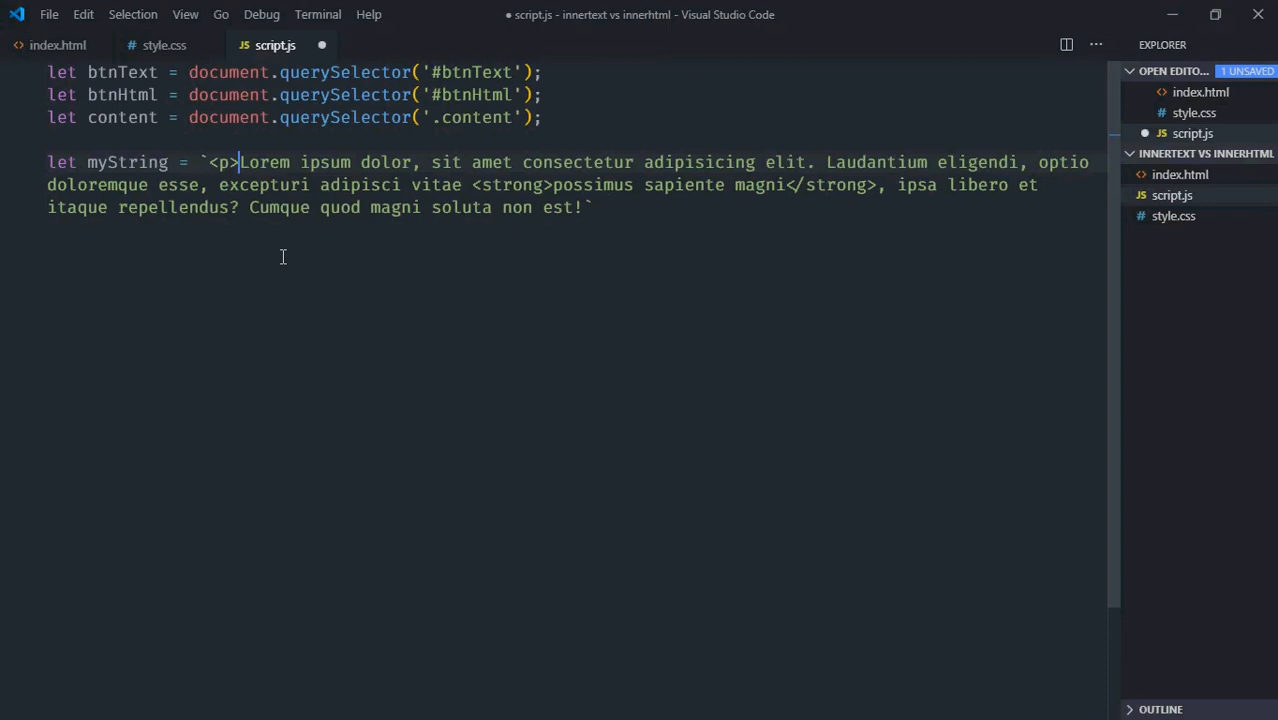 File Edit Selection View Go Debug Terminal Help
● script.js - innertext vs innerhtml - Visual Studio Code
index.html style.css JS script.js
let btnText = document.querySelector('#btnText');
let btnHtml = document.querySelector('#btnHtml');
let content = document.querySelector('.content');
let myString = `<p>Lorem ipsum dolor, sit amet consectetur adipisicing elit. Laudantium eligendi, optio
doloremque esse, excepturi adipisci vitae <strong>possimus sapiente magni</strong>, ipsa libero et
itaque repellendus? Cumque quod magni soluta non est!`
EXPLORER
OPEN EDITO... 1 UNSAVED
index.html
style.css
JS script.js
INNERTEXT VS INNERHTML
index.html
JS script.js
style.css
OUTLINE